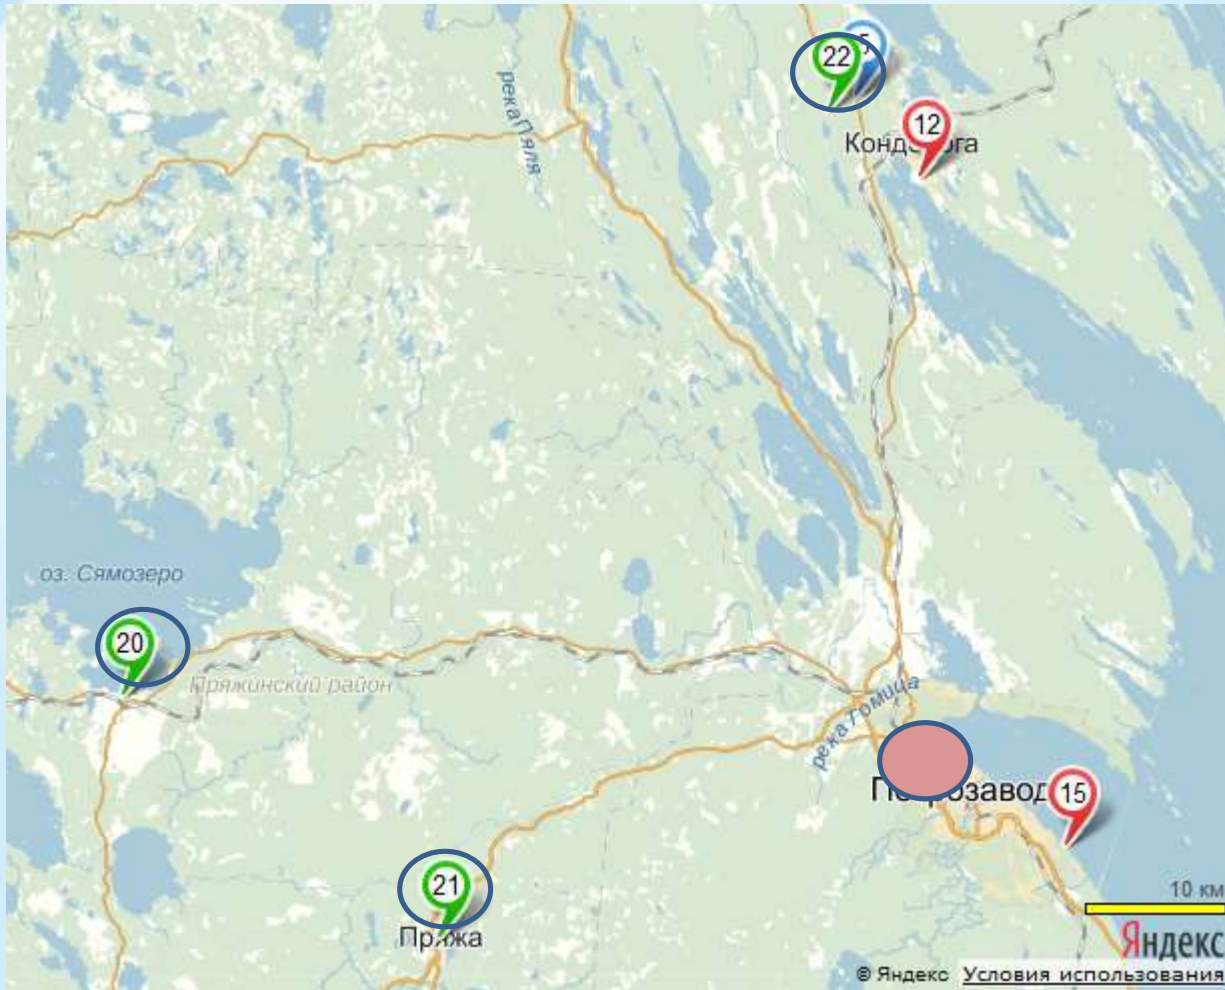 22
5
12
река Пяля
оз. Сямозеро
20
Пряжинский район
река Томица
15
21
Пряжа
10 км
Яндекс
© Яндекс Условия использования